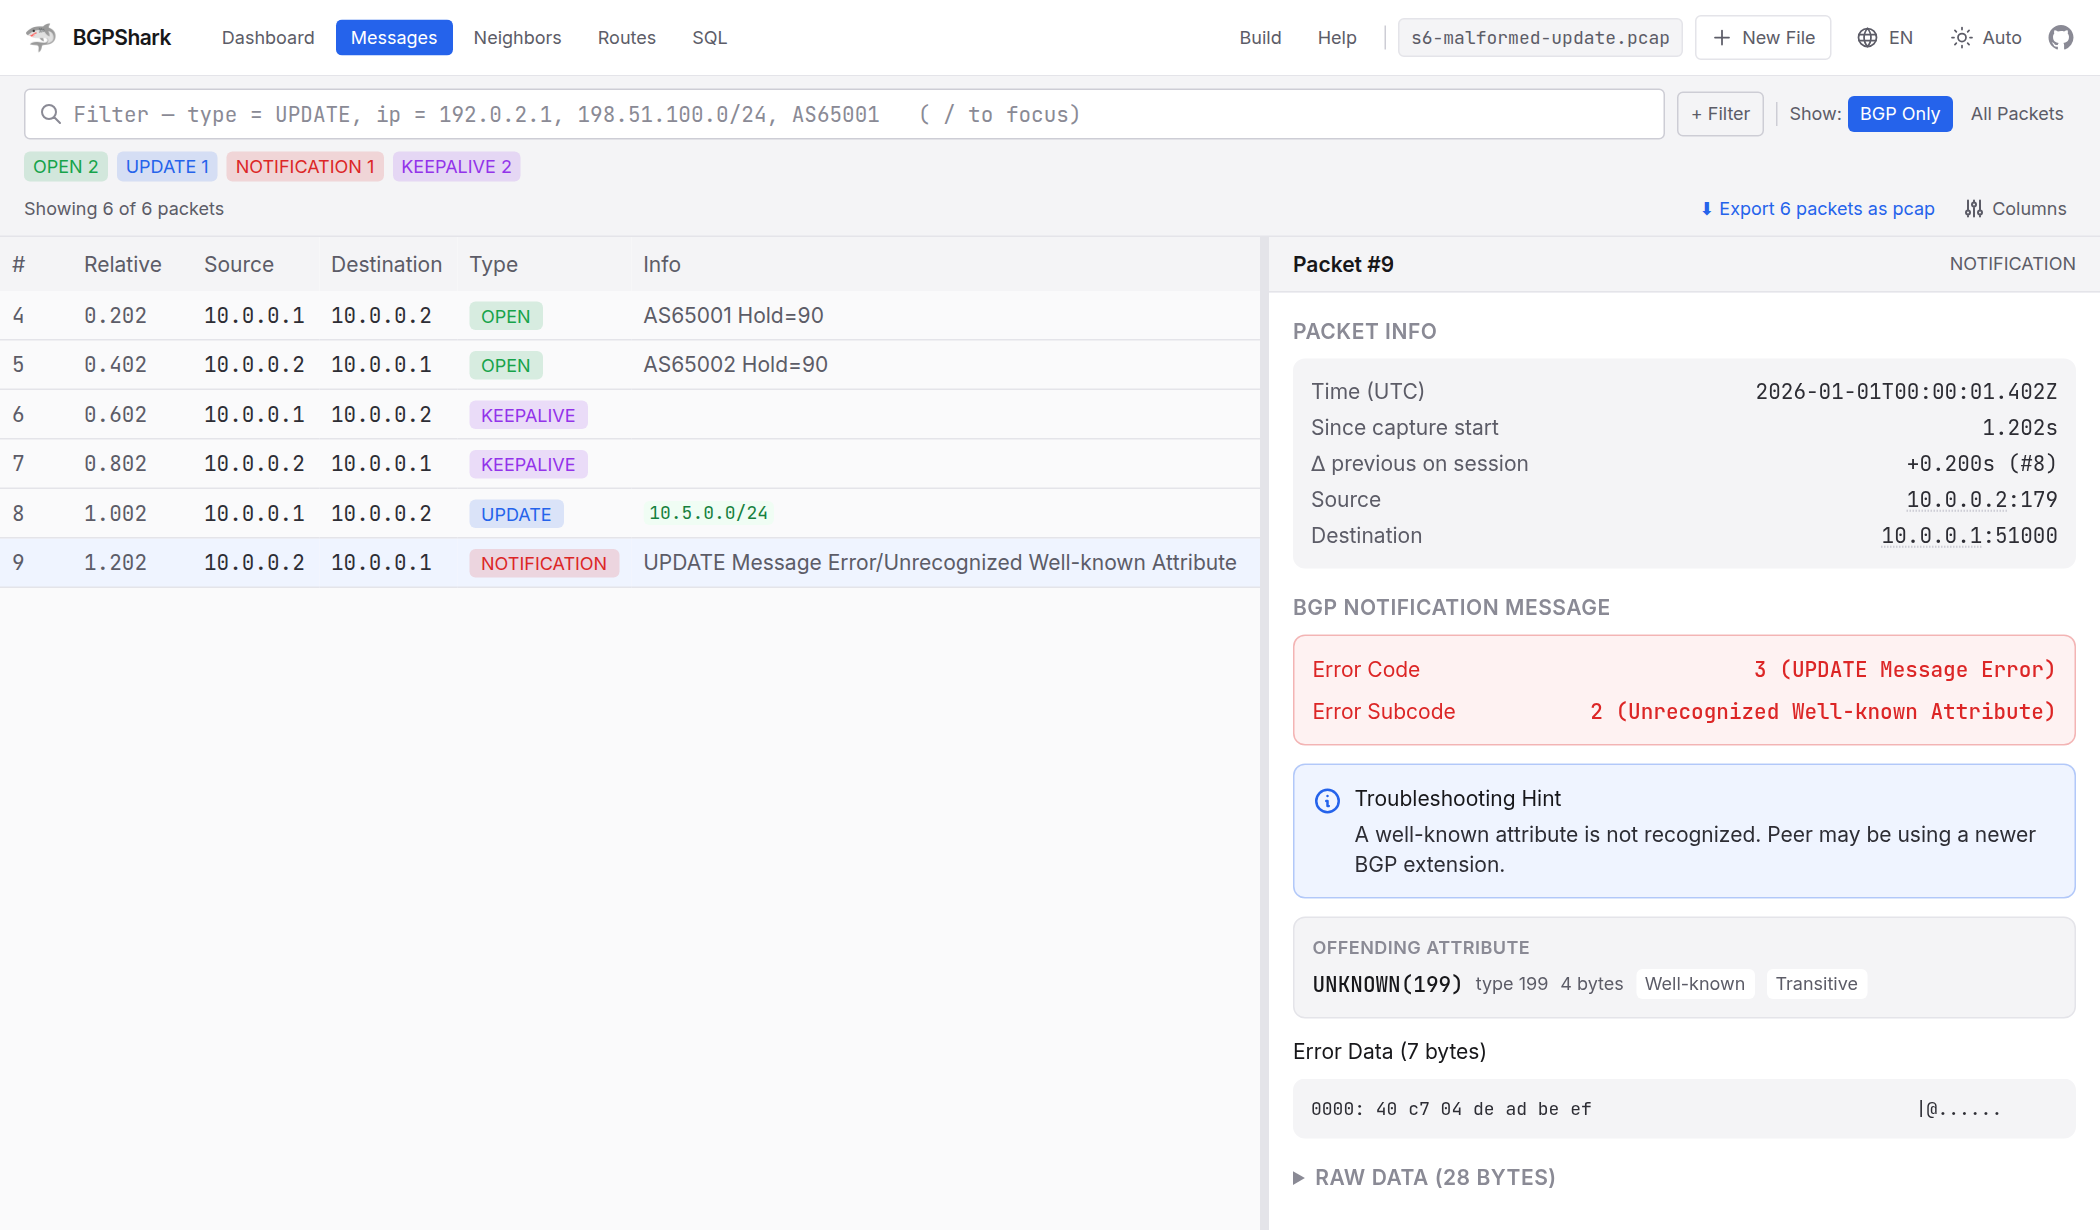 BGPShark Dashboard Messages Neighbors Routes SQL Build Help s6-malformed-update.pcap + New File EN Auto
Filter — type = UPDATE, ip = 192.0.2.1, 198.51.100.0/24, AS65001 ( / to focus) + Filter Show: BGP Only All Packets
OPEN 2 UPDATE 1 NOTIFICATION 1 KEEPALIVE 2
Showing 6 of 6 packets Export 6 packets as pcap Columns
# Relative Source Destination Type Info
4 0.202 10.0.0.1 10.0.0.2 OPEN AS65001 Hold=90
5 0.402 10.0.0.2 10.0.0.1 OPEN AS65002 Hold=90
6 0.602 10.0.0.1 10.0.0.2 KEEPALIVE
7 0.802 10.0.0.2 10.0.0.1 KEEPALIVE
8 1.002 10.0.0.1 10.0.0.2 UPDATE 10.5.0.0/24
9 1.202 10.0.0.2 10.0.0.1 NOTIFICATION UPDATE Message Error/Unrecognized Well-known Attribute
Packet #9 NOTIFICATION
PACKET INFO
Time (UTC) 2026-01-01T00:00:01.402Z
Since capture start 1.202s
Δ previous on session +0.200s (#8)
Source 10.0.0.2:179
Destination 10.0.0.1:51000
BGP NOTIFICATION MESSAGE
Error Code 3 (UPDATE Message Error)
Error Subcode 2 (Unrecognized Well-known Attribute)
Troubleshooting Hint
A well-known attribute is not recognized. Peer may be using a newer
BGP extension.
OFFENDING ATTRIBUTE
UNKNOWN(199) type 199 4 bytes Well-known Transitive
Error Data (7 bytes)
0000: 40 c7 04 de ad be ef |@......
RAW DATA (28 BYTES)